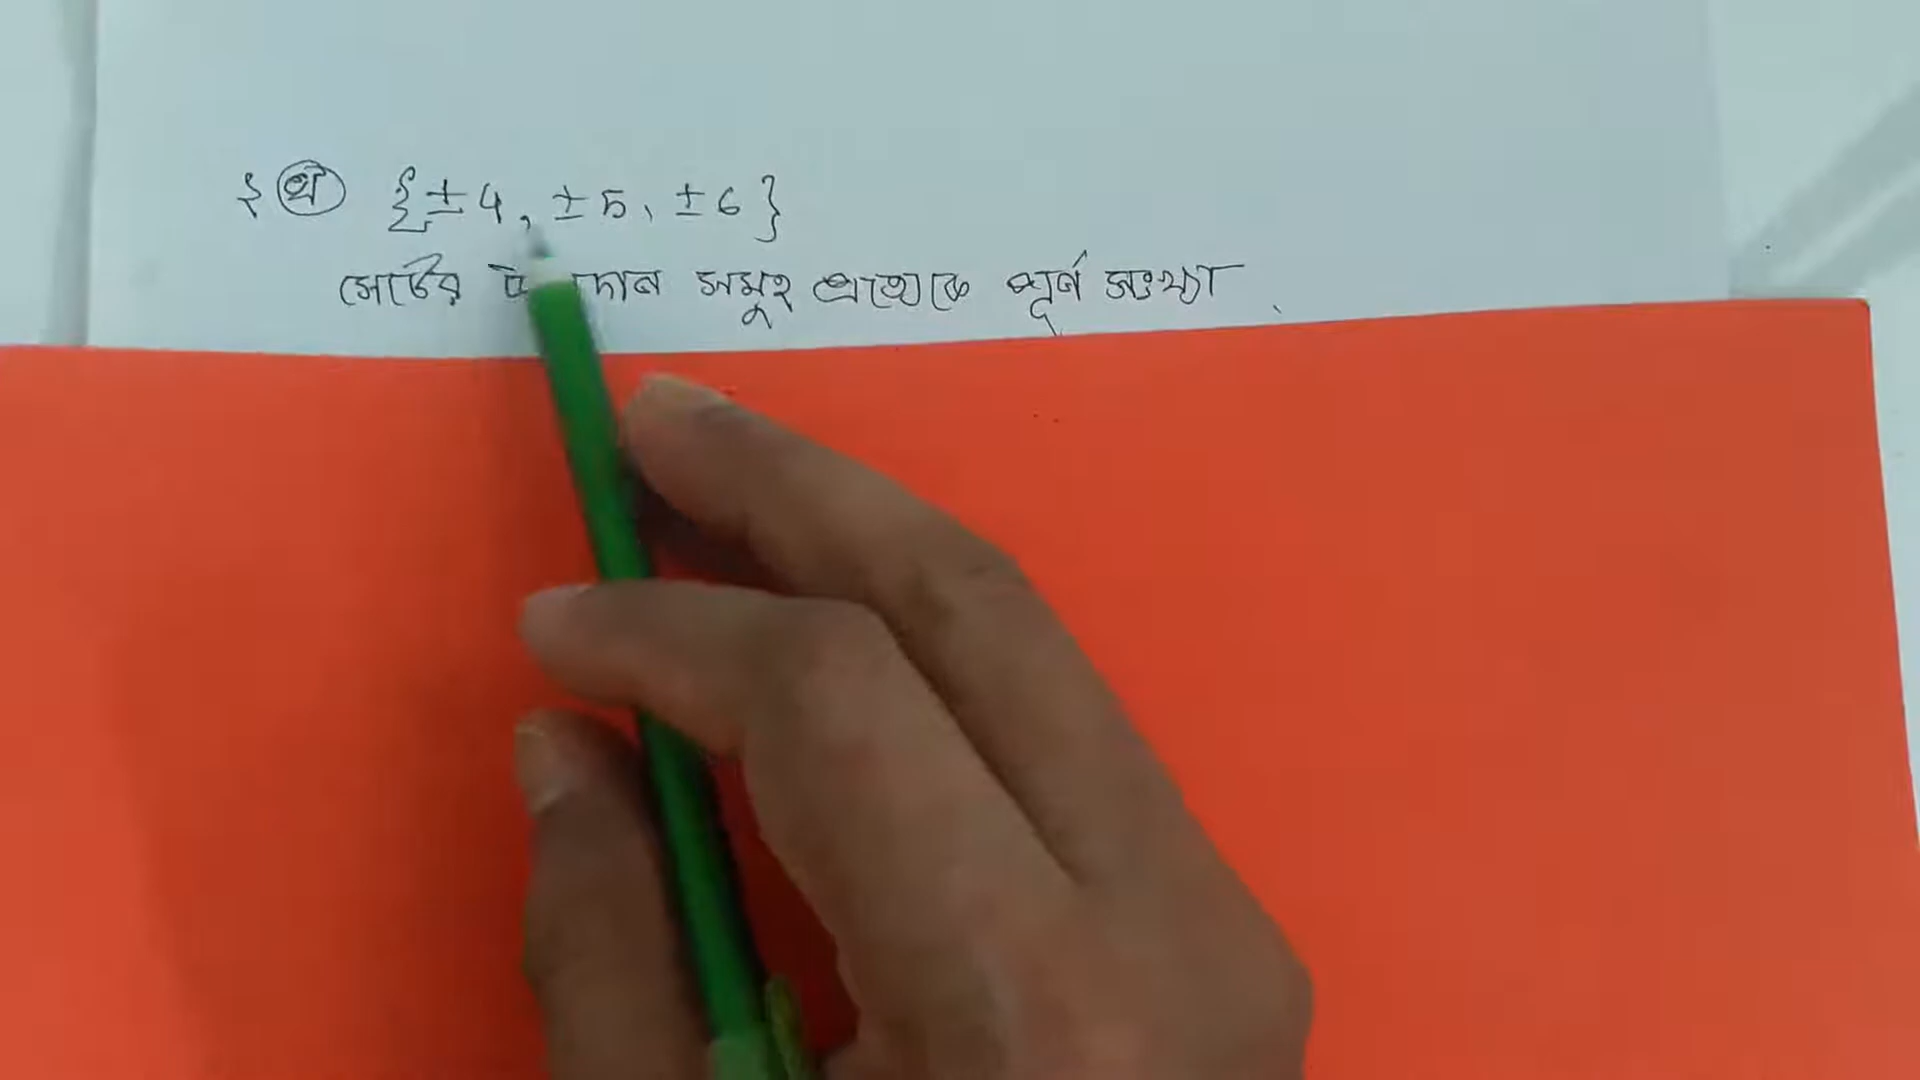 ২ থ {±4, ±5, ±6}
সেটের উপাদান সমুহ প্রত্যেকে পূর্ন সংখ্যা